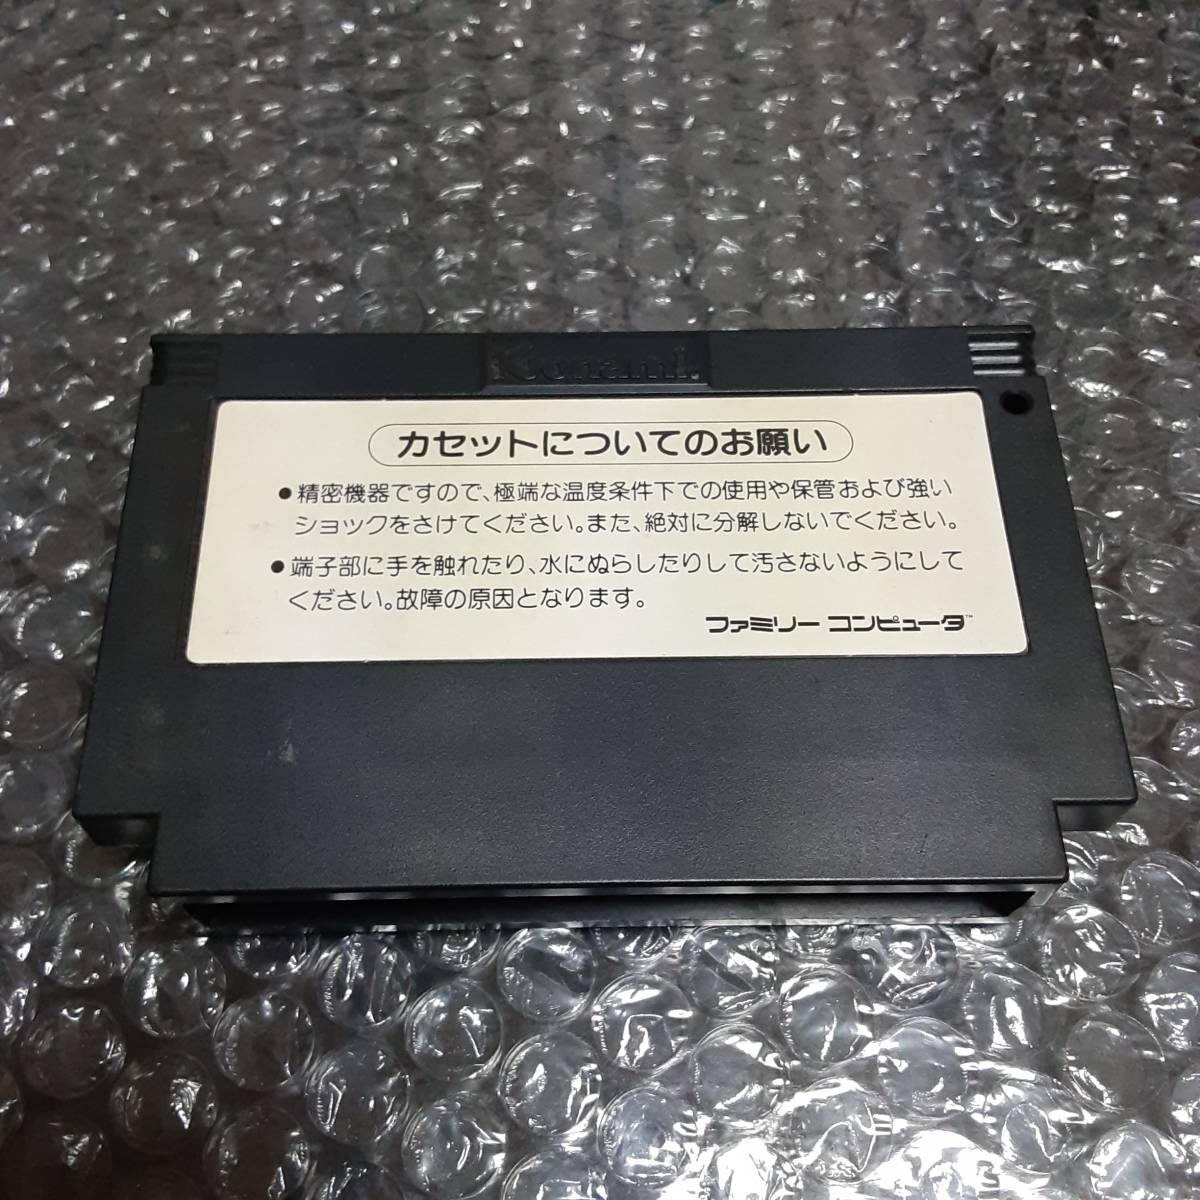 Konami
カセットについてのお願い
●精密機器ですので、極端な温度条件下での使用や保管および強い
ショックをさけてください。また、絶対に分解しないでください。
●端子部に手を触れたり、水にぬらしたりして汚さないようにして
ください。故障の原因となります。
ファミリー コンピュータ™